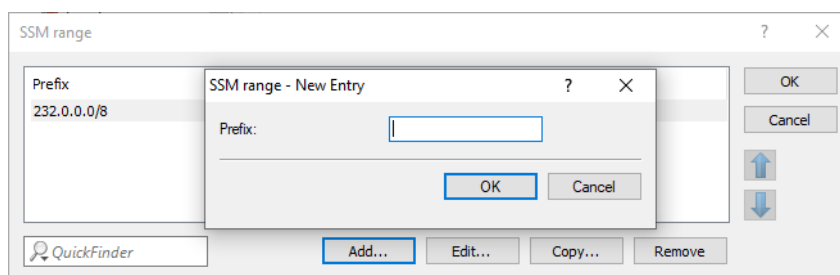 SSM range ? ×
Prefix
232.0.0.0/8
SSM range - New Entry ? ×
Prefix:
OK Cancel
OK
Cancel
QuickFinder Add... Edit... Copy... Remove